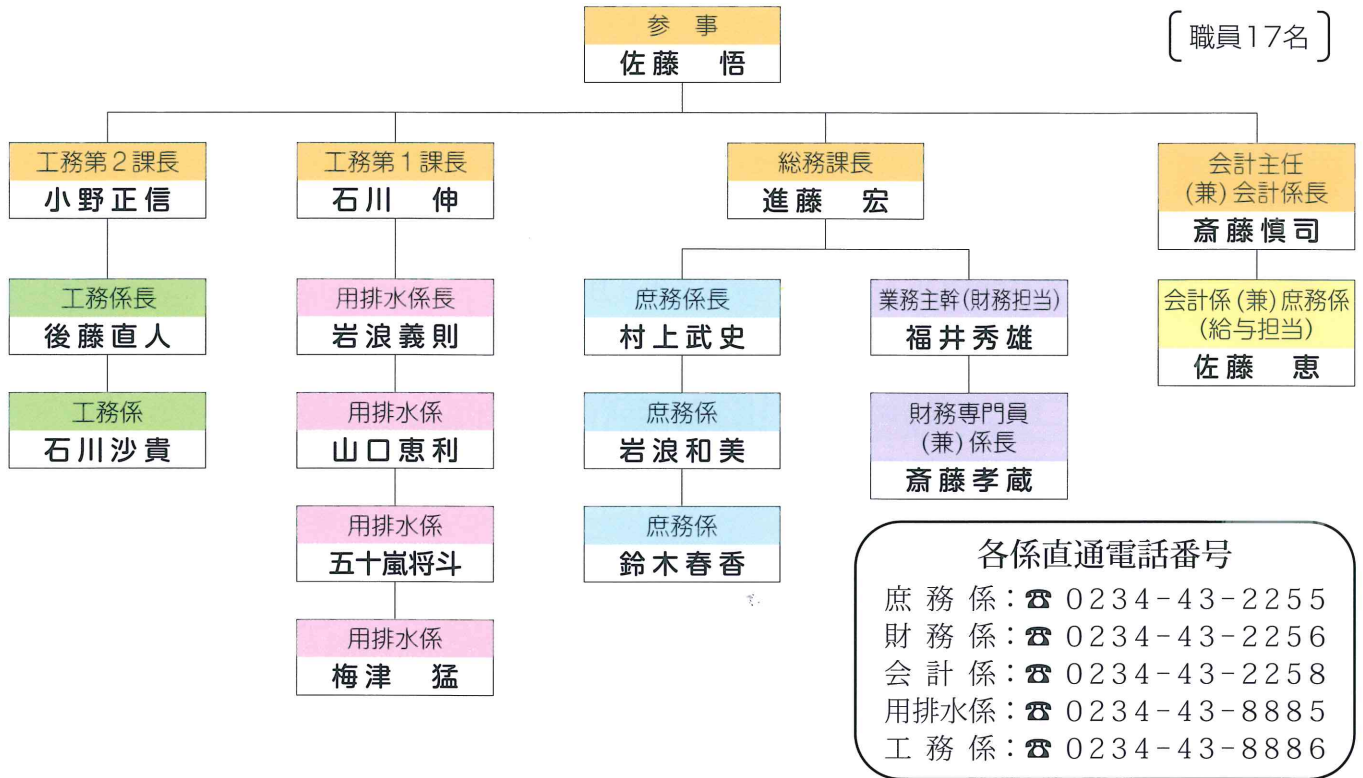 参事
佐藤 悟
職員17名
工務第2課長
小野正信
工務第1課長
石川 伸
総務課長
進藤 宏
会計主任
(兼)会計係長
斎藤慎司
工務係長
後藤直人
用排水係長
岩浪義則
庶務係長
村上武史
業務主幹(財務担当)
福井秀雄
会計係(兼)庶務係
(給与担当)
佐藤 恵
工務係
石川沙貴
用排水係
山口恵利
庶務係
岩浪和美
財務専門員
(兼)係長
斎藤孝蔵
用排水係
五十嵐将斗
庶務係
鈴木春香
用排水係
梅津 猛
各係直通電話番号
庶務係:☎ 0234-43-2255
財務係:☎ 0234-43-2256
会計係:☎ 0234-43-2258
用排水係:☎ 0234-43-8885
工務係:☎ 0234-43-8886